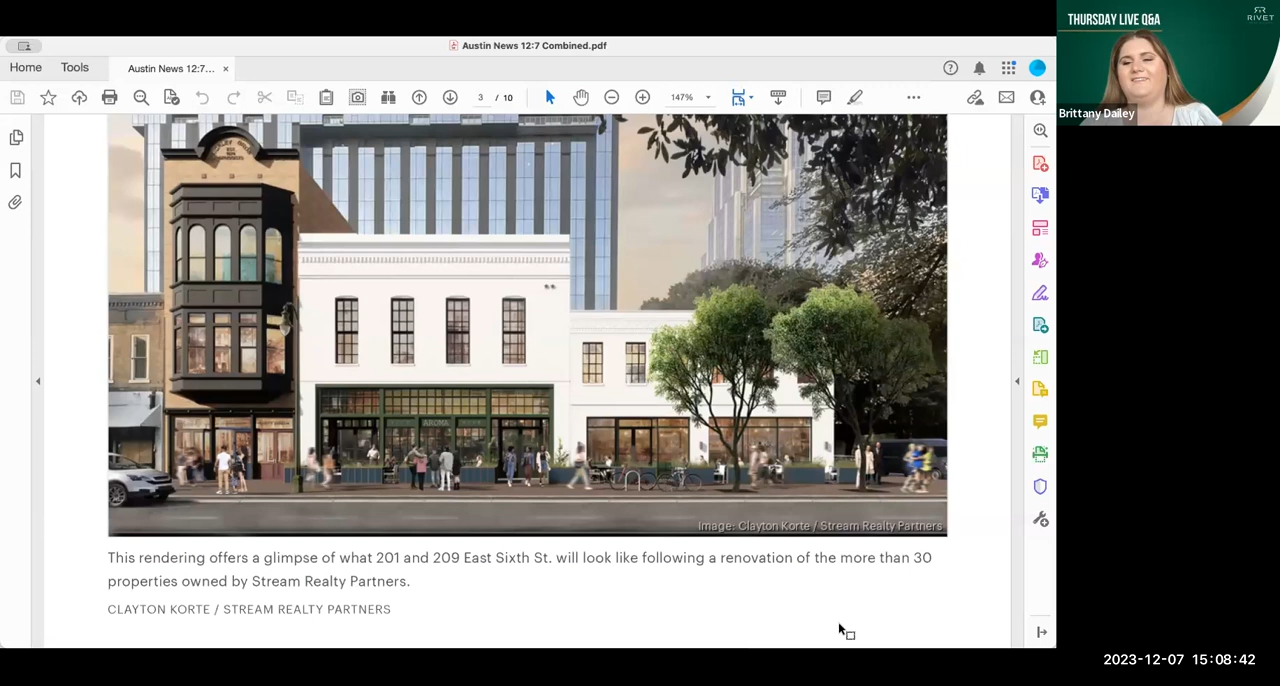 THURSDAY LIVE Q&A
RIVET
Brittany Dailey
Austin News 12:7 Combined.pdf
Home
Tools
Austin News 12:7... ×
3 / 10
147%
AROMA
Image: Clayton Korte / Stream Realty Partners
This rendering offers a glimpse of what 201 and 209 East Sixth St. will look like following a renovation of the more than 30
properties owned by Stream Realty Partners.
CLAYTON KORTE / STREAM REALTY PARTNERS
2023-12-07 15:08:42